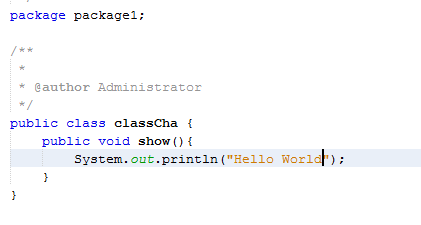 package package1;
/**
 *
 * @author Administrator
 */
public class classCha {
    public void show(){
        System.out.println("Hello World");
    }
}